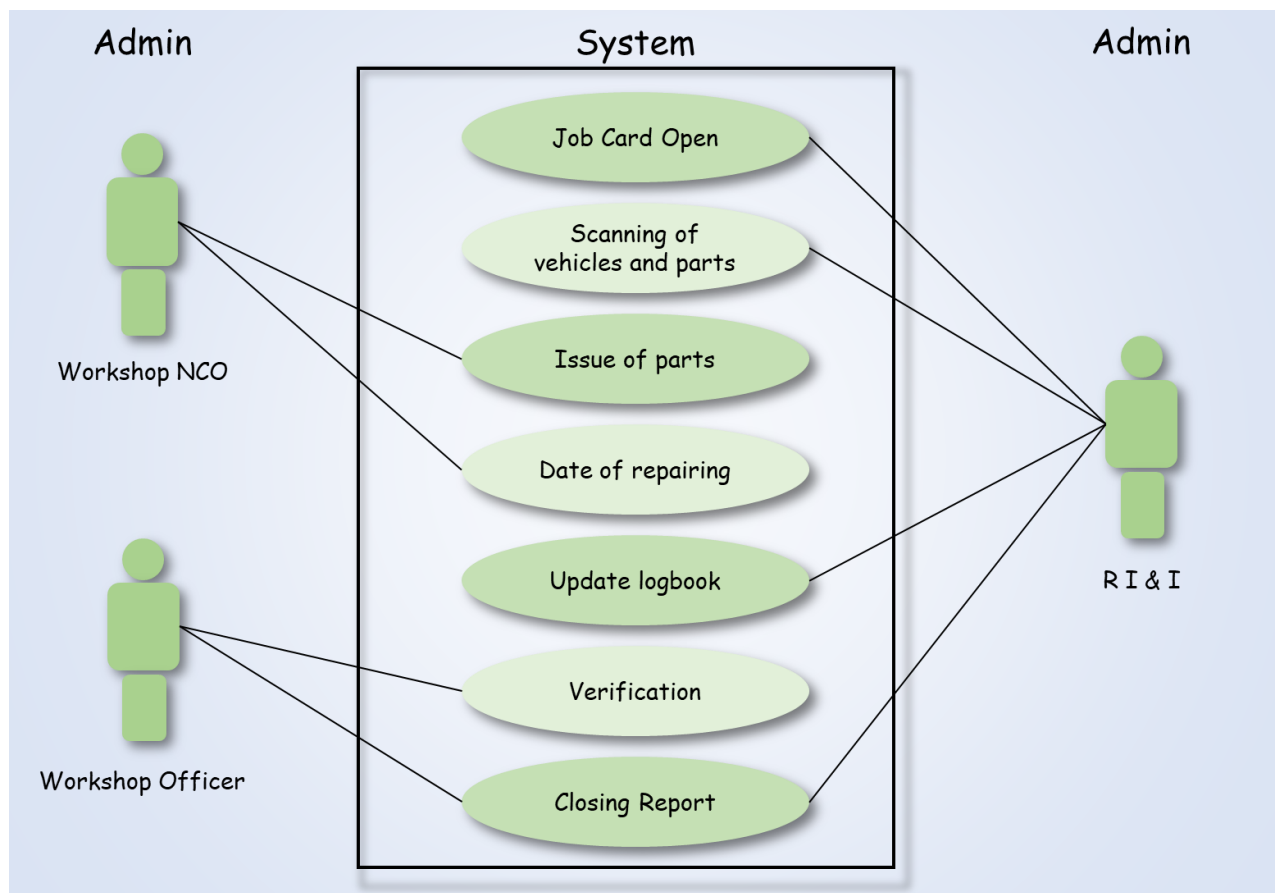 Admin
System
Admin
Job Card Open
Scanning of
vehicles and parts
Issue of parts
Workshop NCO
Date of repairing
Update logbook
R I & I
Verification
Workshop Officer
Closing Report